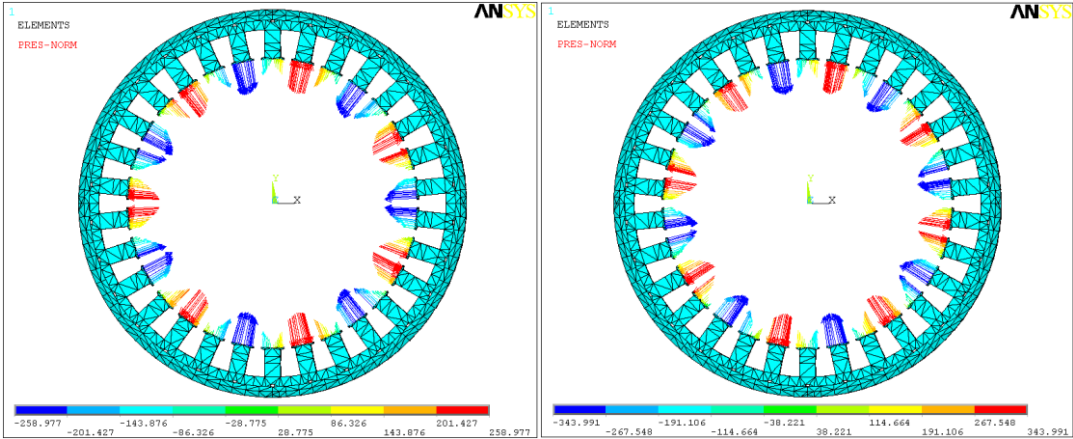 1
ANSYS
ELEMENTS
PRES-NORM
Y
Z X
-258.977 -143.876 -28.775 86.326 201.427
-201.427 -86.326 28.775 143.876 258.977
1
ANSYS
ELEMENTS
PRES-NORM
Y
Z X
-343.991 -191.106 -38.221 114.664 267.548
-267.548 -114.664 38.221 191.106 343.991